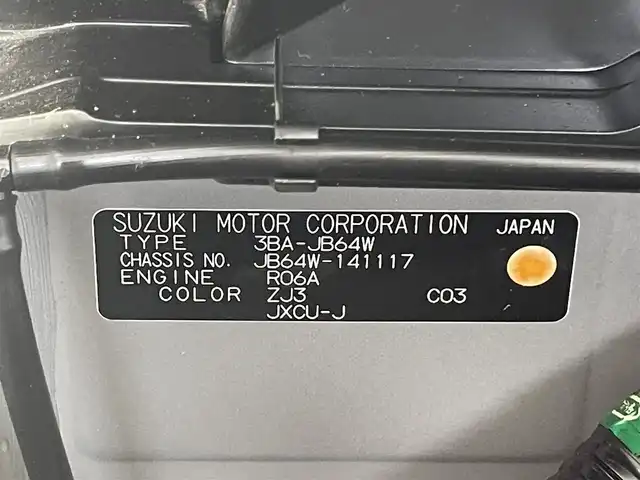 SUZUKI MOTOR CORPORATION JAPAN
TYPE 3BA-JB64W
CHASSIS NO. JB64W-141117
ENGINE R06A
COLOR ZJ3 C03
JXCU-J